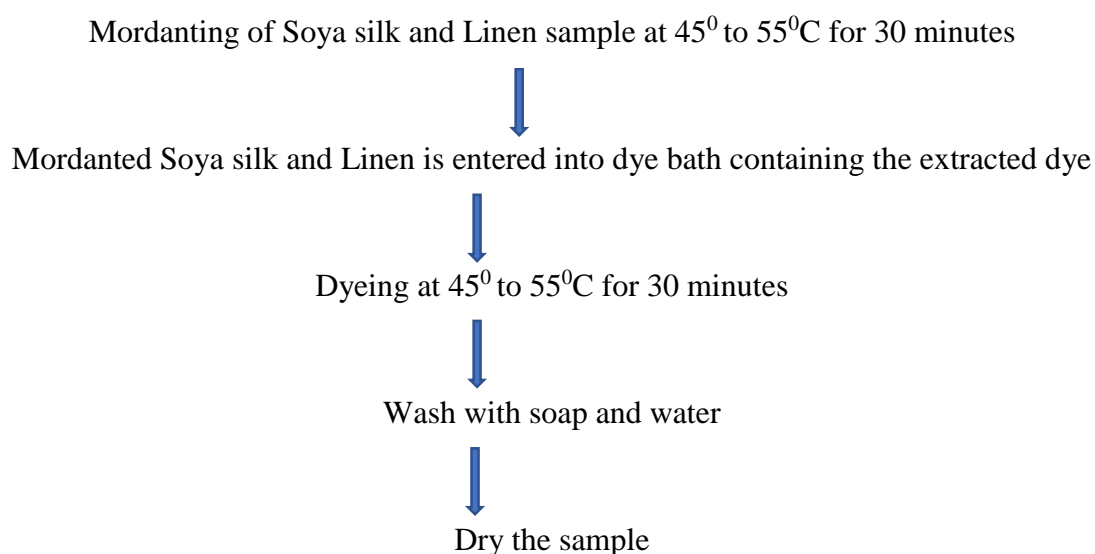 Mordanting of Soya silk and Linen sample at 45⁰ to 55⁰C for 30 minutes
Mordanted Soya silk and Linen is entered into dye bath containing the extracted dye
Dyeing at 45⁰ to 55⁰C for 30 minutes
Wash with soap and water
Dry the sample